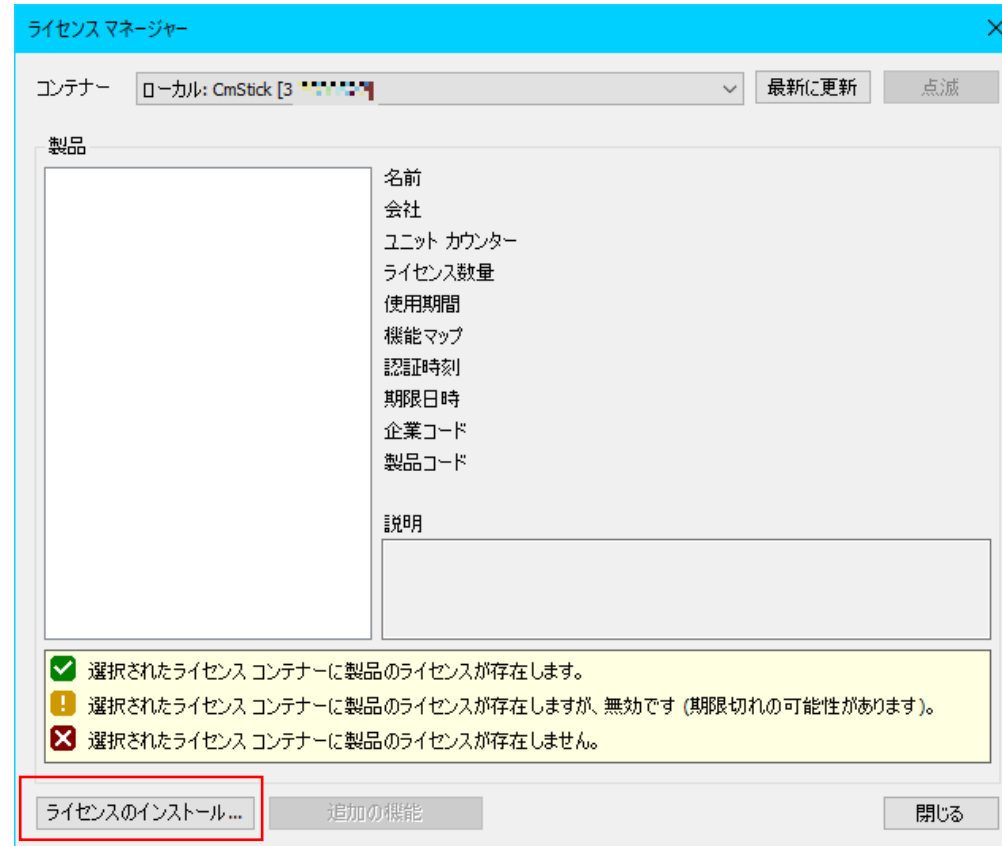 ライセンス マネージャー
コンテナー ローカル: CmStick [3 最新に更新 点滅
製品
名前
会社
ユニット カウンター
ライセンス数量
使用期間
機能マップ
認証時刻
期限日時
企業コード
製品コード
説明
選択されたライセンス コンテナーに製品のライセンスが存在します。
選択されたライセンス コンテナーに製品のライセンスが存在しますが、無効です (期限切れの可能性があります)。
選択されたライセンス コンテナーに製品のライセンスが存在しません。
ライセンスのインストール... 追加の機能 閉じる